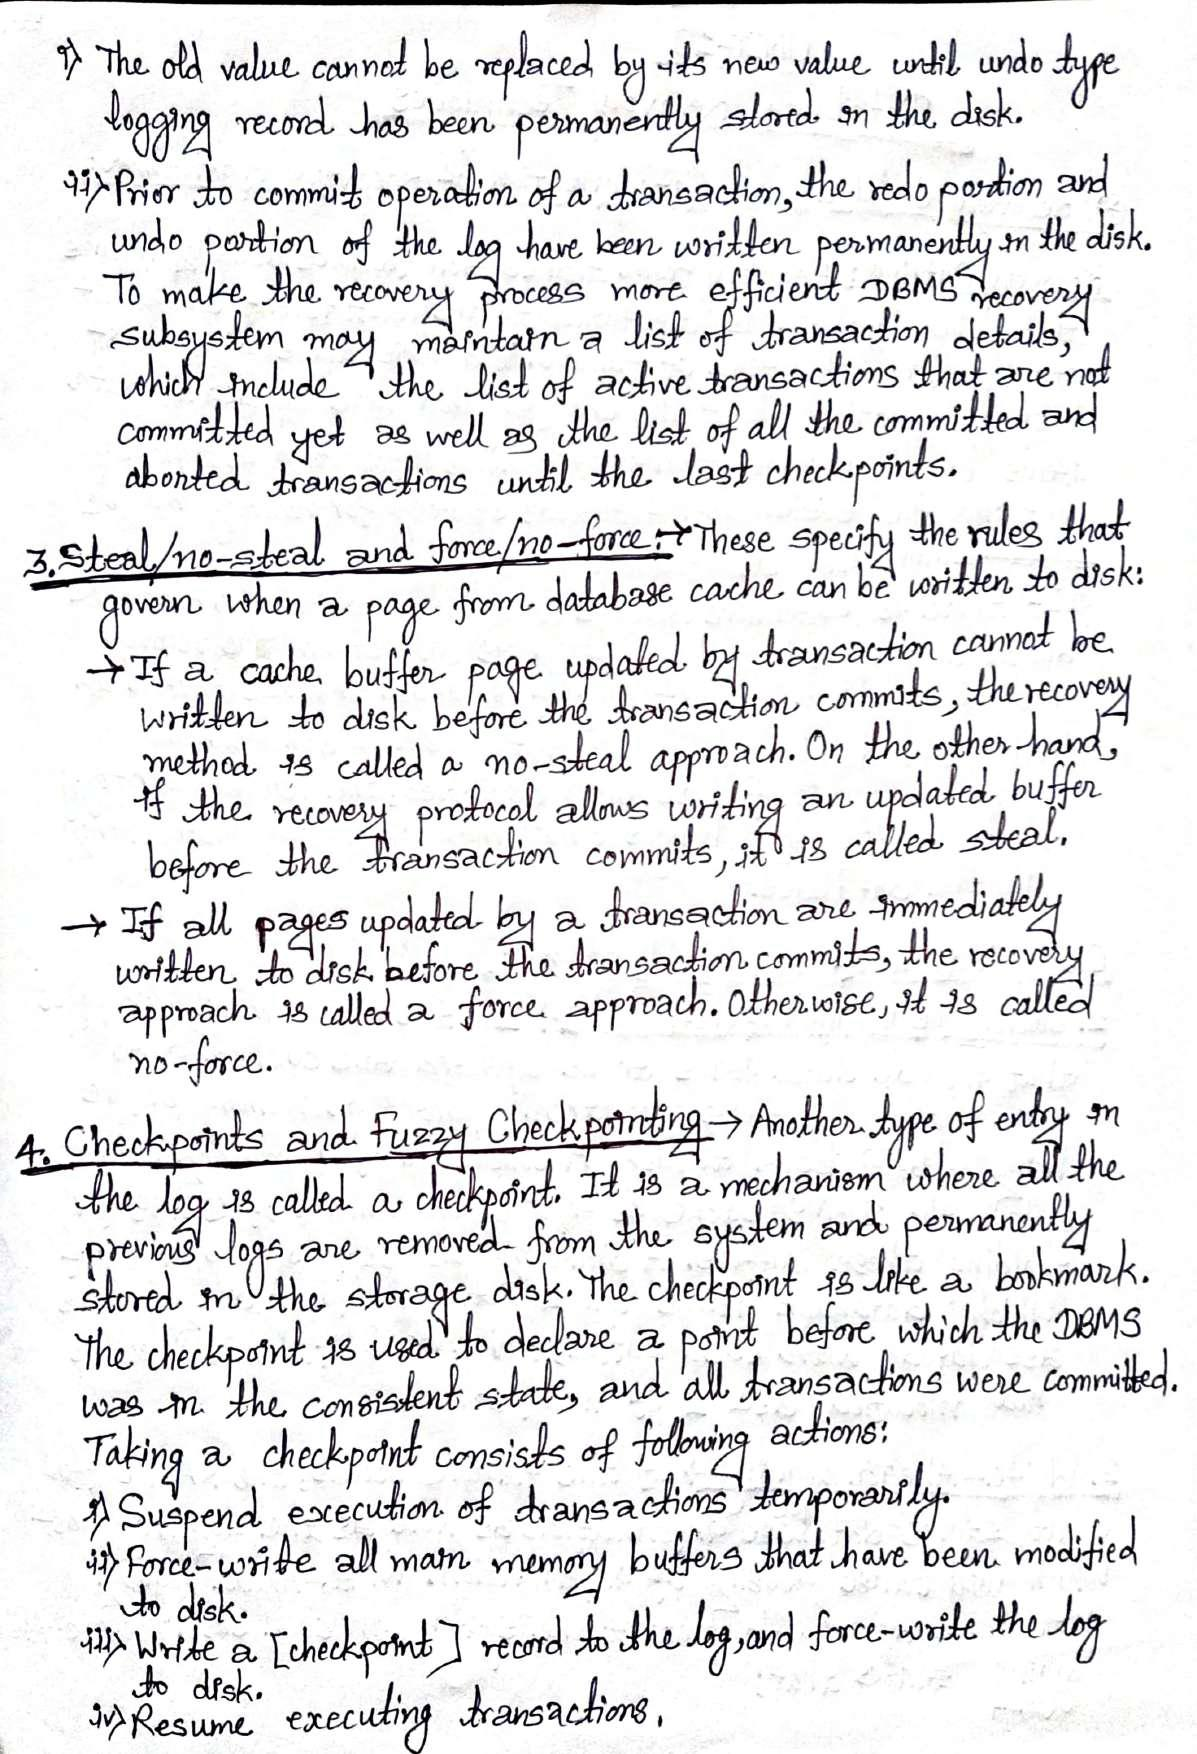 i) The old value cannot be replaced by its new value until undo type
logging record has been permanently stored in the disk.
ii) Prior to commit operation of a transaction, the redo portion and
undo portion of the log have been written permanently in the disk.
To make the recovery process more efficient DBMS recovery
subsystem may maintain a list of transaction details,
which include the list of active transactions that are not
committed yet as well as the list of all the committed and
aborted transactions until the last checkpoints.
3. Steal/no-steal and force/no-force:→ These specify the rules that
govern when a page from database cache can be written to disk:
→ If a cache buffer page updated by transaction cannot be
written to disk before the transaction commits, the recovery
method is called a no-steal approach. On the other hand,
if the recovery protocol allows writing an updated buffer
before the transaction commits, it is called steal.
→ If all pages updated by a transaction are immediately
written to disk before the transaction commits, the recovery
approach is called a force approach. Otherwise, it is called
no-force.
4. Checkpoints and Fuzzy Checkpointing → Another type of entry in
the log is called a checkpoint. It is a mechanism where all the
previous logs are removed from the system and permanently
stored in the storage disk. The checkpoint is like a bookmark.
The checkpoint is used to declare a point before which the DBMS
was in the consistent state, and all transactions were committed.
Taking a checkpoint consists of following actions:
i) Suspend execution of transactions temporarily.
ii) Force-write all main memory buffers that have been modified
to disk.
iii) Write a [checkpoint] record to the log, and force-write the log
to disk.
iv) Resume executing transactions.